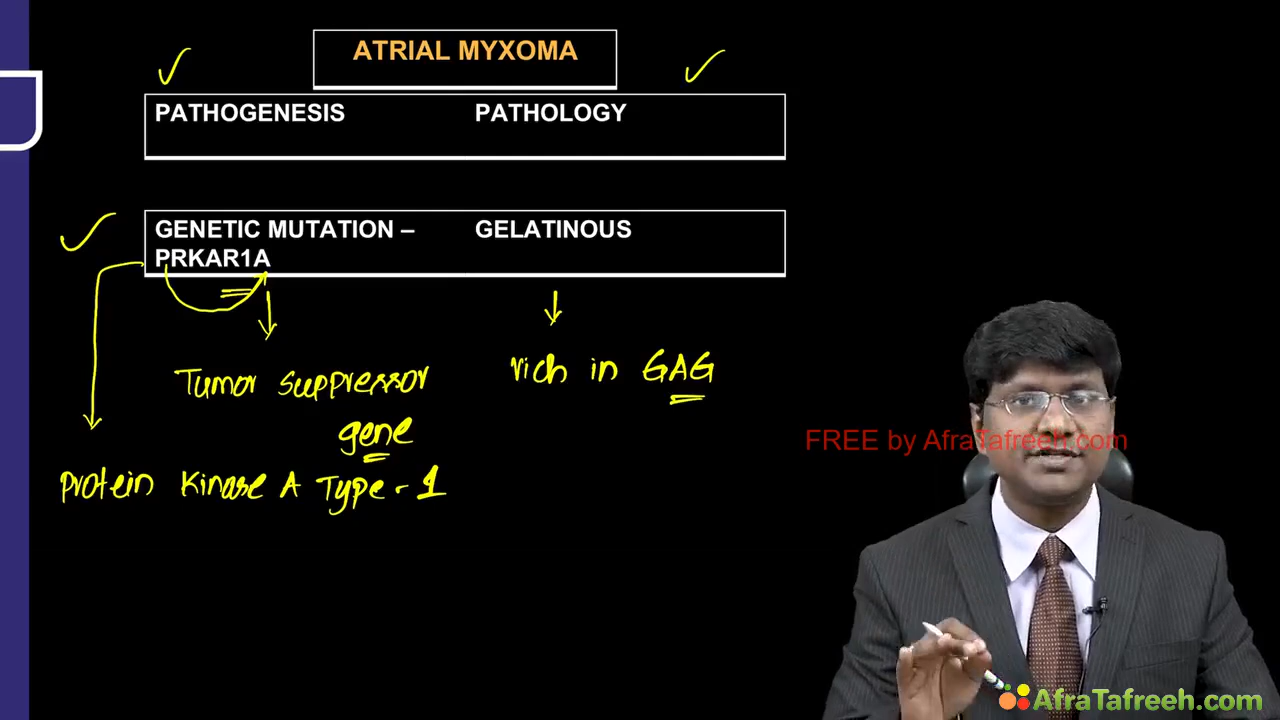 ATRIAL MYXOMA
PATHOGENESIS PATHOLOGY
GENETIC MUTATION – GELATINOUS
PRKAR1A
Tumor suppressor
gene
rich in GAG
Protein Kinase A Type - 1
FREE by AfraTafreeh.com
AfraTafreeh.com